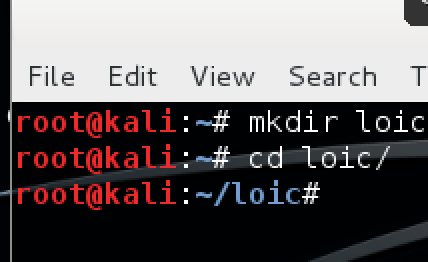 File Edit View Search T
root@kali:~# mkdir loic
root@kali:~# cd loic/
root@kali:~/loic#